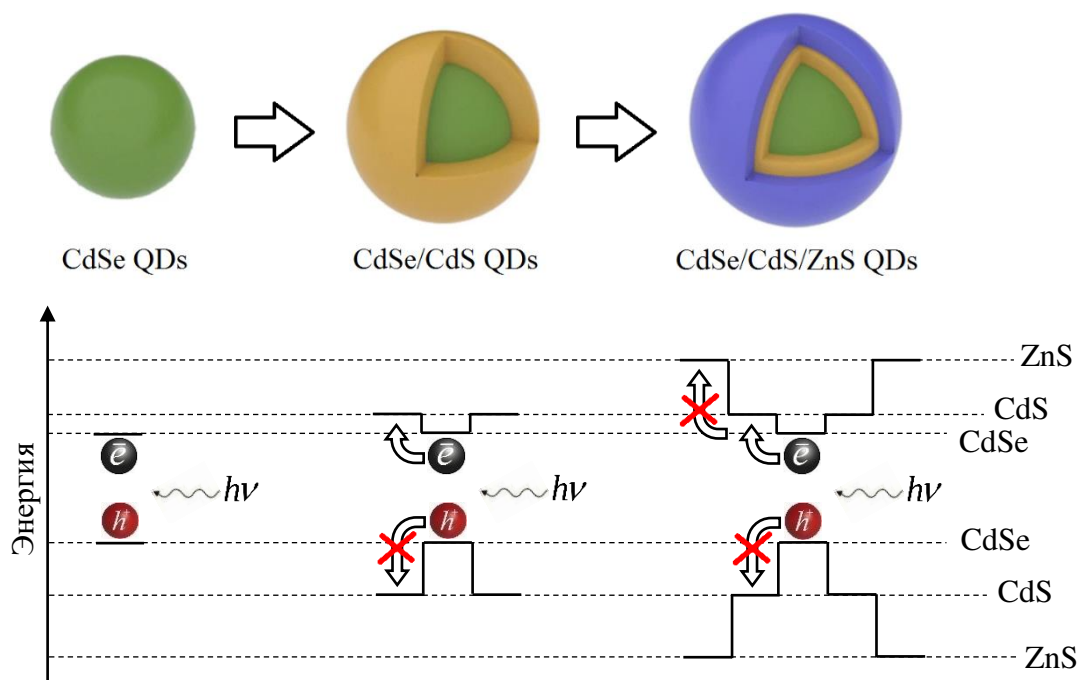 CdSe QDs
CdSe/CdS QDs
CdSe/CdS/ZnS QDs
Энергия
ZnS
CdS
CdSe
ē
ē
ē
hν
hν
hν
h⁺
h⁺
h⁺
CdSe
CdS
ZnS